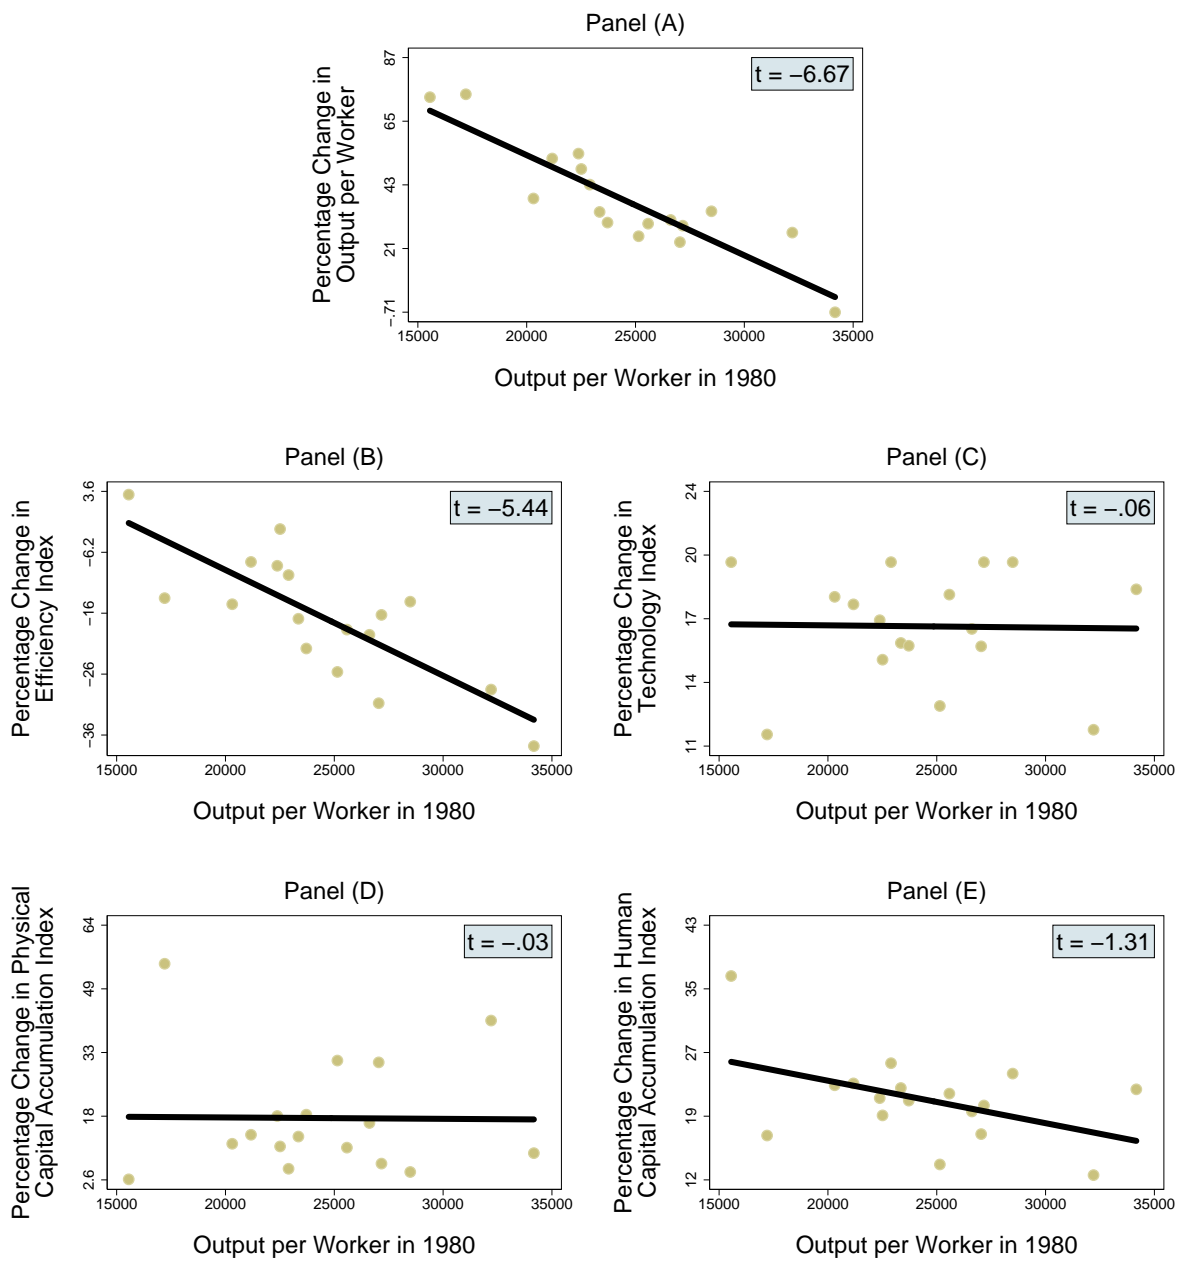 Panel (A)
t = −6.67
Percentage Change in
Output per Worker
87
65
43
21
−.71
15000 20000 25000 30000 35000
Output per Worker in 1980
Panel (B)
t = −5.44
Percentage Change in
Efficiency Index
3.6
−6.2
−16
−26
−36
15000 20000 25000 30000 35000
Output per Worker in 1980
Panel (C)
t = −.06
Percentage Change in
Technology Index
24
20
17
14
11
15000 20000 25000 30000 35000
Output per Worker in 1980
Panel (D)
t = −.03
Percentage Change in Physical
Capital Accumulation Index
64
49
33
18
2.6
15000 20000 25000 30000 35000
Output per Worker in 1980
Panel (E)
t = −1.31
Percentage Change in Human
Capital Accumulation Index
43
35
27
19
12
15000 20000 25000 30000 35000
Output per Worker in 1980